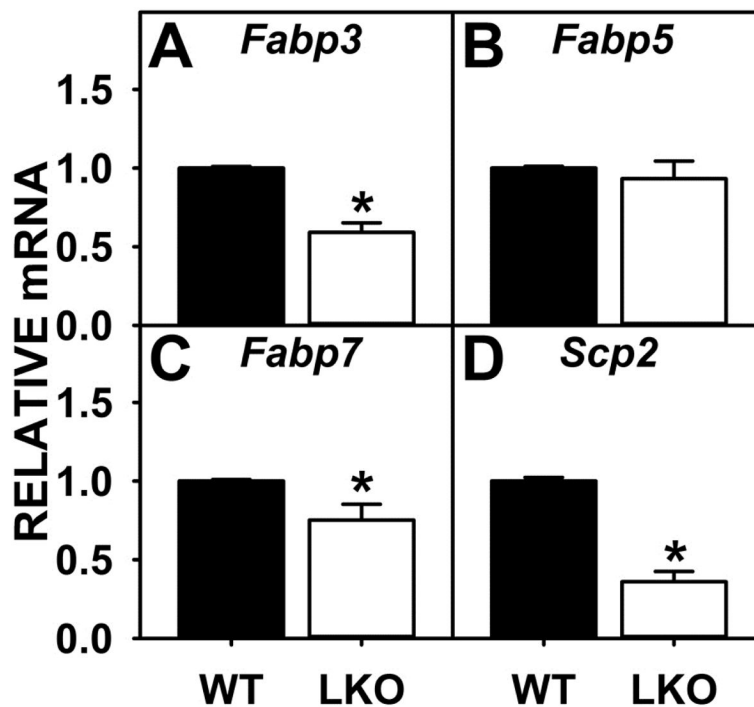 RELATIVE mRNA
A Fabp3
B Fabp5
1.5
1.0
0.5
0.0
*
C Fabp7
D Scp2
1.5
1.0
0.5
0.0
*
*
WT LKO
WT LKO